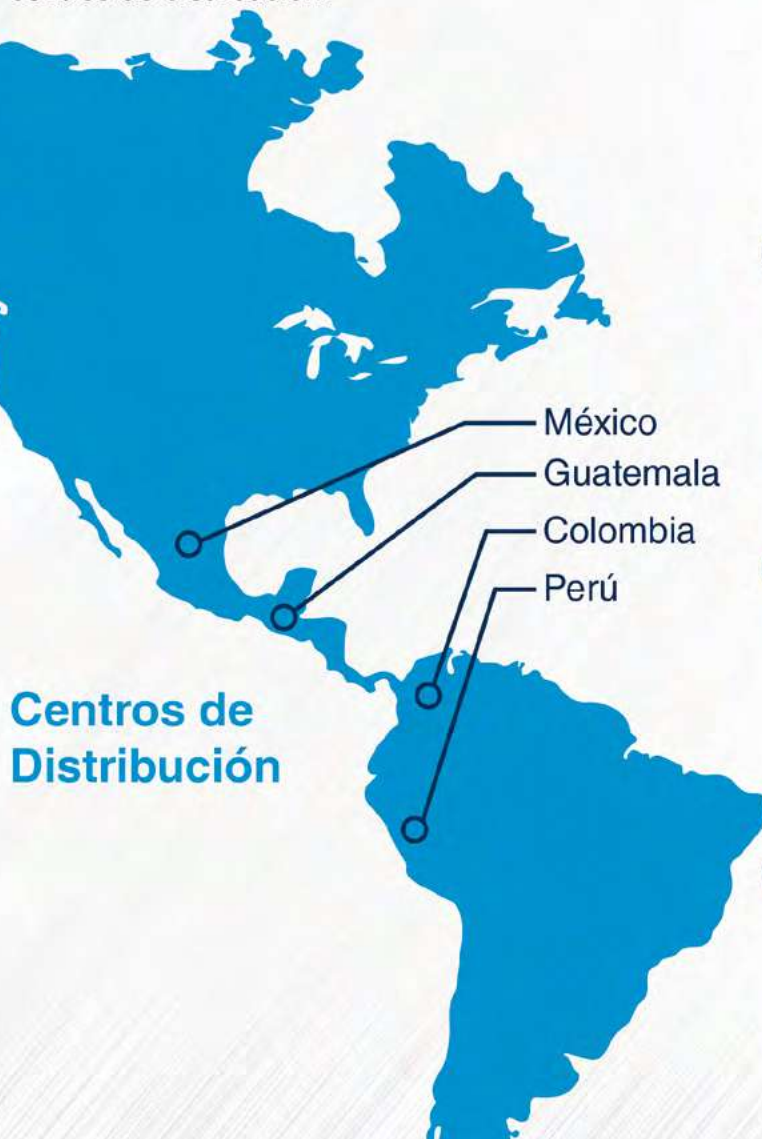 México
Guatemala
Colombia
Perú
Centros de
Distribución